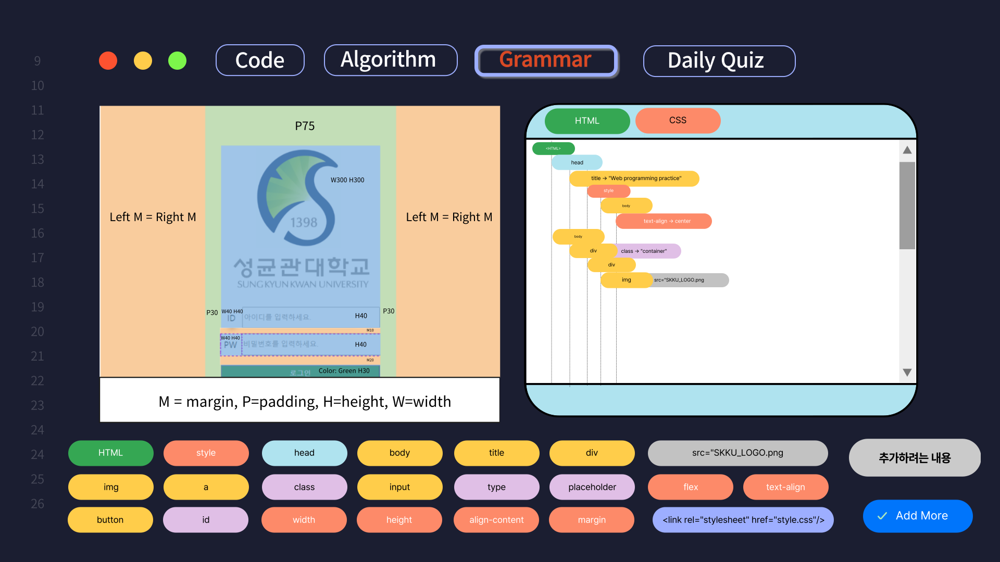 9
10
11
12
13
14
15
16
17
18
19
20
21
22
23
24
24
25
26
Code
Algorithm
Grammar
Daily Quiz
P75
W300 H300
Left M = Right M
Left M = Right M
1398
성균관대학교
SUNGKYUNKWAN UNIVERSITY
P30
W40 H40
ID
아이디를 입력하세요.
H40
P30
M10
W40 H40
PW
비밀번호를 입력하세요.
H40
M20
로그인
Color: Green H30
M = margin, P=padding, H=height, W=width
HTML
CSS
<HTML>
head
title → "Web programming practice"
style
body
text-align → center
body
div
class → "container"
div
img
src="SKKU_LOGO.png
HTML
style
head
body
title
div
src="SKKU_LOGO.png
추가하려는 내용
img
a
class
input
type
placeholder
flex
text-align
button
id
width
height
align-content
margin
<link rel="stylesheet" href="style.css"/>
Add More